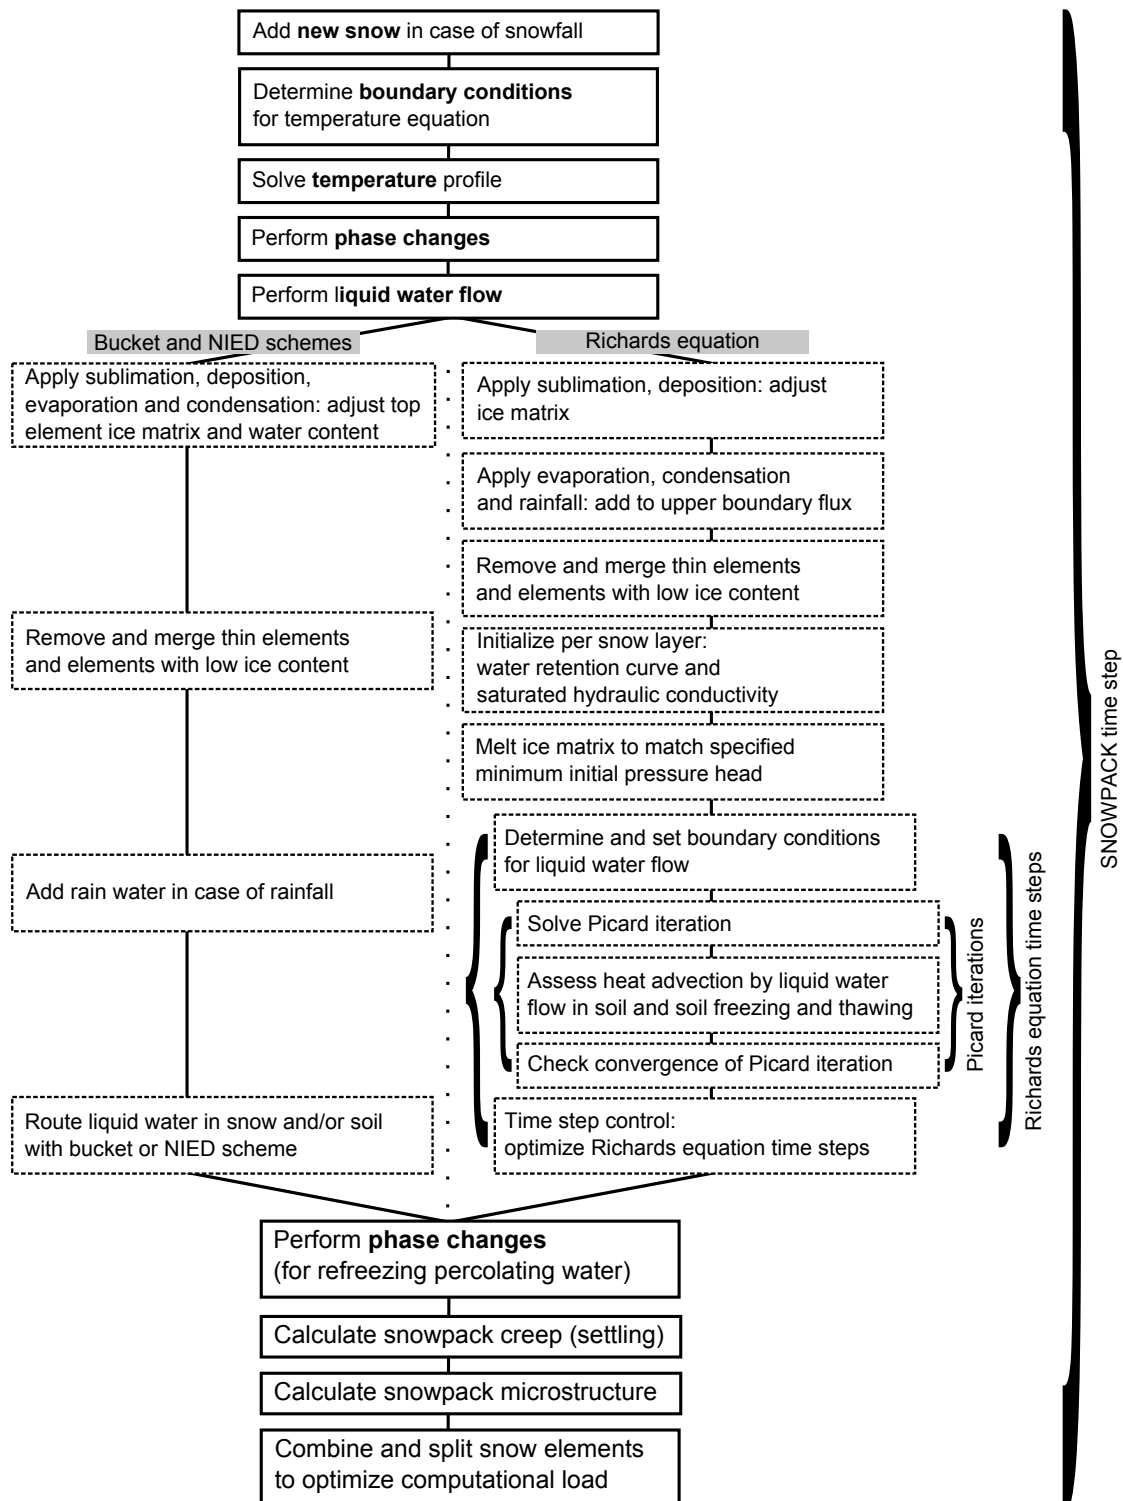 Add new snow in case of snowfall
Determine boundary conditions
for temperature equation
Solve temperature profile
Perform phase changes
Perform liquid water flow
Bucket and NIED schemes
Apply sublimation, deposition,
evaporation and condensation: adjust top
element ice matrix and water content
Remove and merge thin elements
and elements with low ice content
Add rain water in case of rainfall
Route liquid water in snow and/or soil
with bucket or NIED scheme
Richards equation
Apply sublimation, deposition: adjust
ice matrix
Apply evaporation, condensation
and rainfall: add to upper boundary flux
Remove and merge thin elements
and elements with low ice content
Initialize per snow layer:
water retention curve and
saturated hydraulic conductivity
Melt ice matrix to match specified
minimum initial pressure head
Determine and set boundary conditions
for liquid water flow
Solve Picard iteration
Assess heat advection by liquid water
flow in soil and soil freezing and thawing
Check convergence of Picard iteration
Time step control:
optimize Richards equation time steps
Picard iterations
Richards equation time steps
SNOWPACK time step
Perform phase changes
(for refreezing percolating water)
Calculate snowpack creep (settling)
Calculate snowpack microstructure
Combine and split snow elements
to optimize computational load